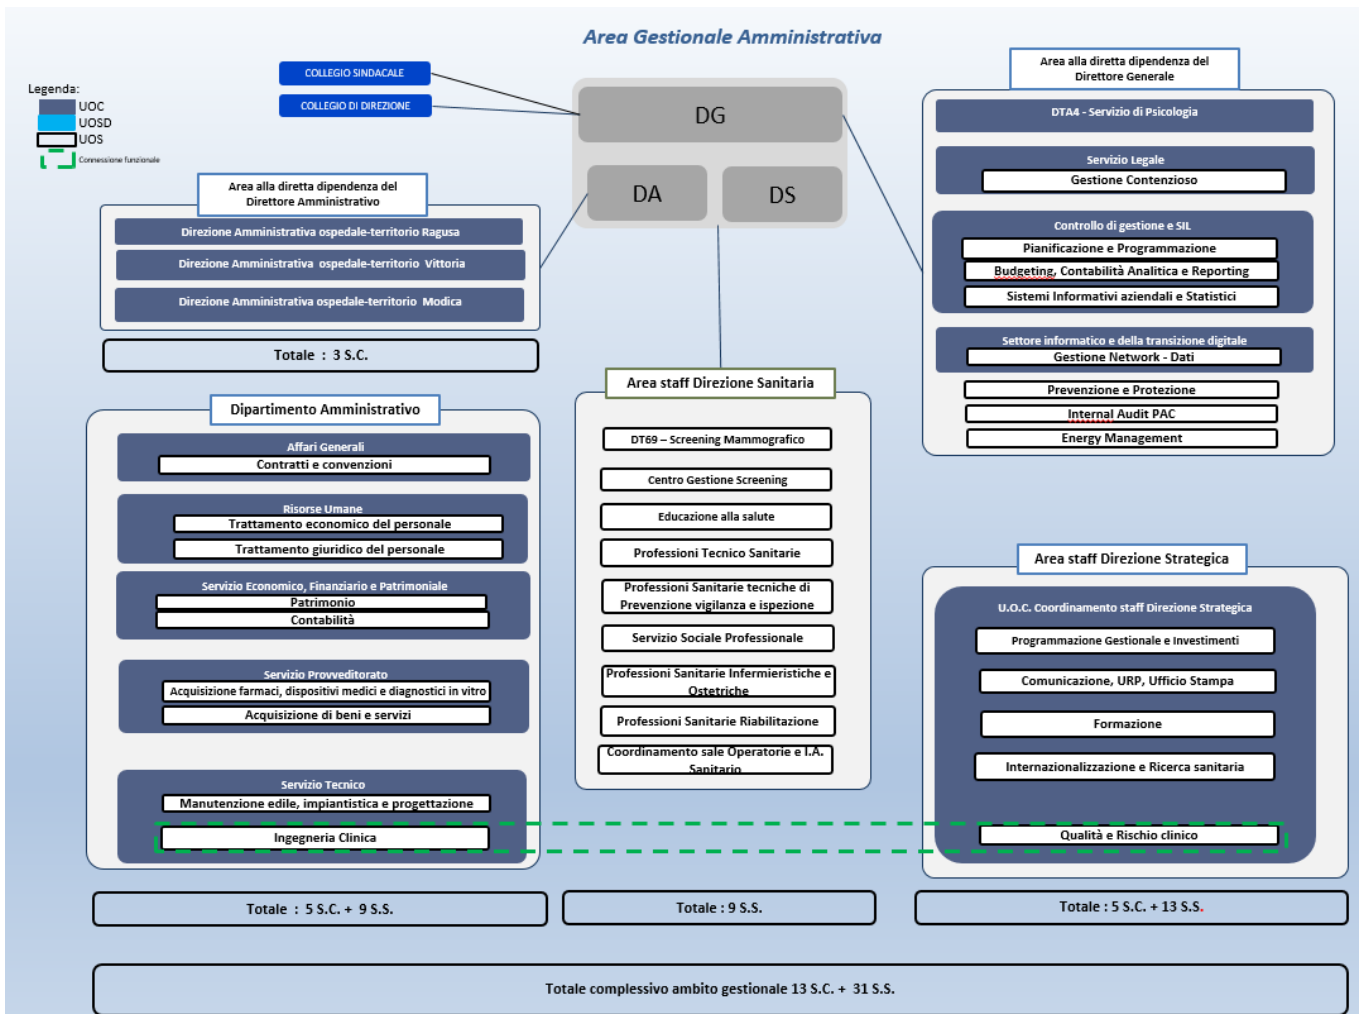 Area Gestionale Amministrativa
Legenda:
UOC
UOSD
UOS
Connessione funzionale
COLLEGIO SINDACALE
COLLEGIO DI DIREZIONE
DG
DA
DS
Area alla diretta dipendenza del
Direttore Amministrativo
Direzione Amministrativa ospedale-territorio Ragusa
Direzione Amministrativa ospedale-territorio Vittoria
Direzione Amministrativa ospedale-territorio Modica
Totale : 3 S.C.
Area alla diretta dipendenza del
Direttore Generale
DTA4 - Servizio di Psicologia
Servizio Legale
Gestione Contenzioso
Controllo di gestione e SIL
Pianificazione e Programmazione
Budgeting, Contabilità Analitica e Reporting
Sistemi Informativi aziendali e Statistici
Settore informatico e della transizione digitale
Gestione Network - Dati
Prevenzione e Protezione
Internal Audit PAC
Energy Management
Dipartimento Amministrativo
Affari Generali
Contratti e convenzioni
Risorse Umane
Trattamento economico del personale
Trattamento giuridico del personale
Servizio Economico, Finanziario e Patrimoniale
Patrimonio
Contabilità
Servizio Provveditorato
Acquisizione farmaci, dispositivi medici e diagnostici in vitro
Acquisizione di beni e servizi
Servizio Tecnico
Manutenzione edile, impiantistica e progettazione
Ingegneria Clinica
Totale : 5 S.C. + 9 S.S.
Area staff Direzione Sanitaria
DT69 – Screening Mammografico
Centro Gestione Screening
Educazione alla salute
Professioni Tecnico Sanitarie
Professioni Sanitarie tecniche di
Prevenzione vigilanza e ispezione
Servizio Sociale Professionale
Professioni Sanitarie Infermieristiche e
Ostetriche
Professioni Sanitarie Riabilitazione
Coordinamento sale Operatorie e I.A.
Sanitario
Totale : 9 S.S.
Area staff Direzione Strategica
U.O.C. Coordinamento staff Direzione Strategica
Programmazione Gestionale e Investimenti
Comunicazione, URP, Ufficio Stampa
Formazione
Internazionalizzazione e Ricerca sanitaria
Qualità e Rischio clinico
Totale : 5 S.C. + 13 S.S.
Totale complessivo ambito gestionale 13 S.C. + 31 S.S.